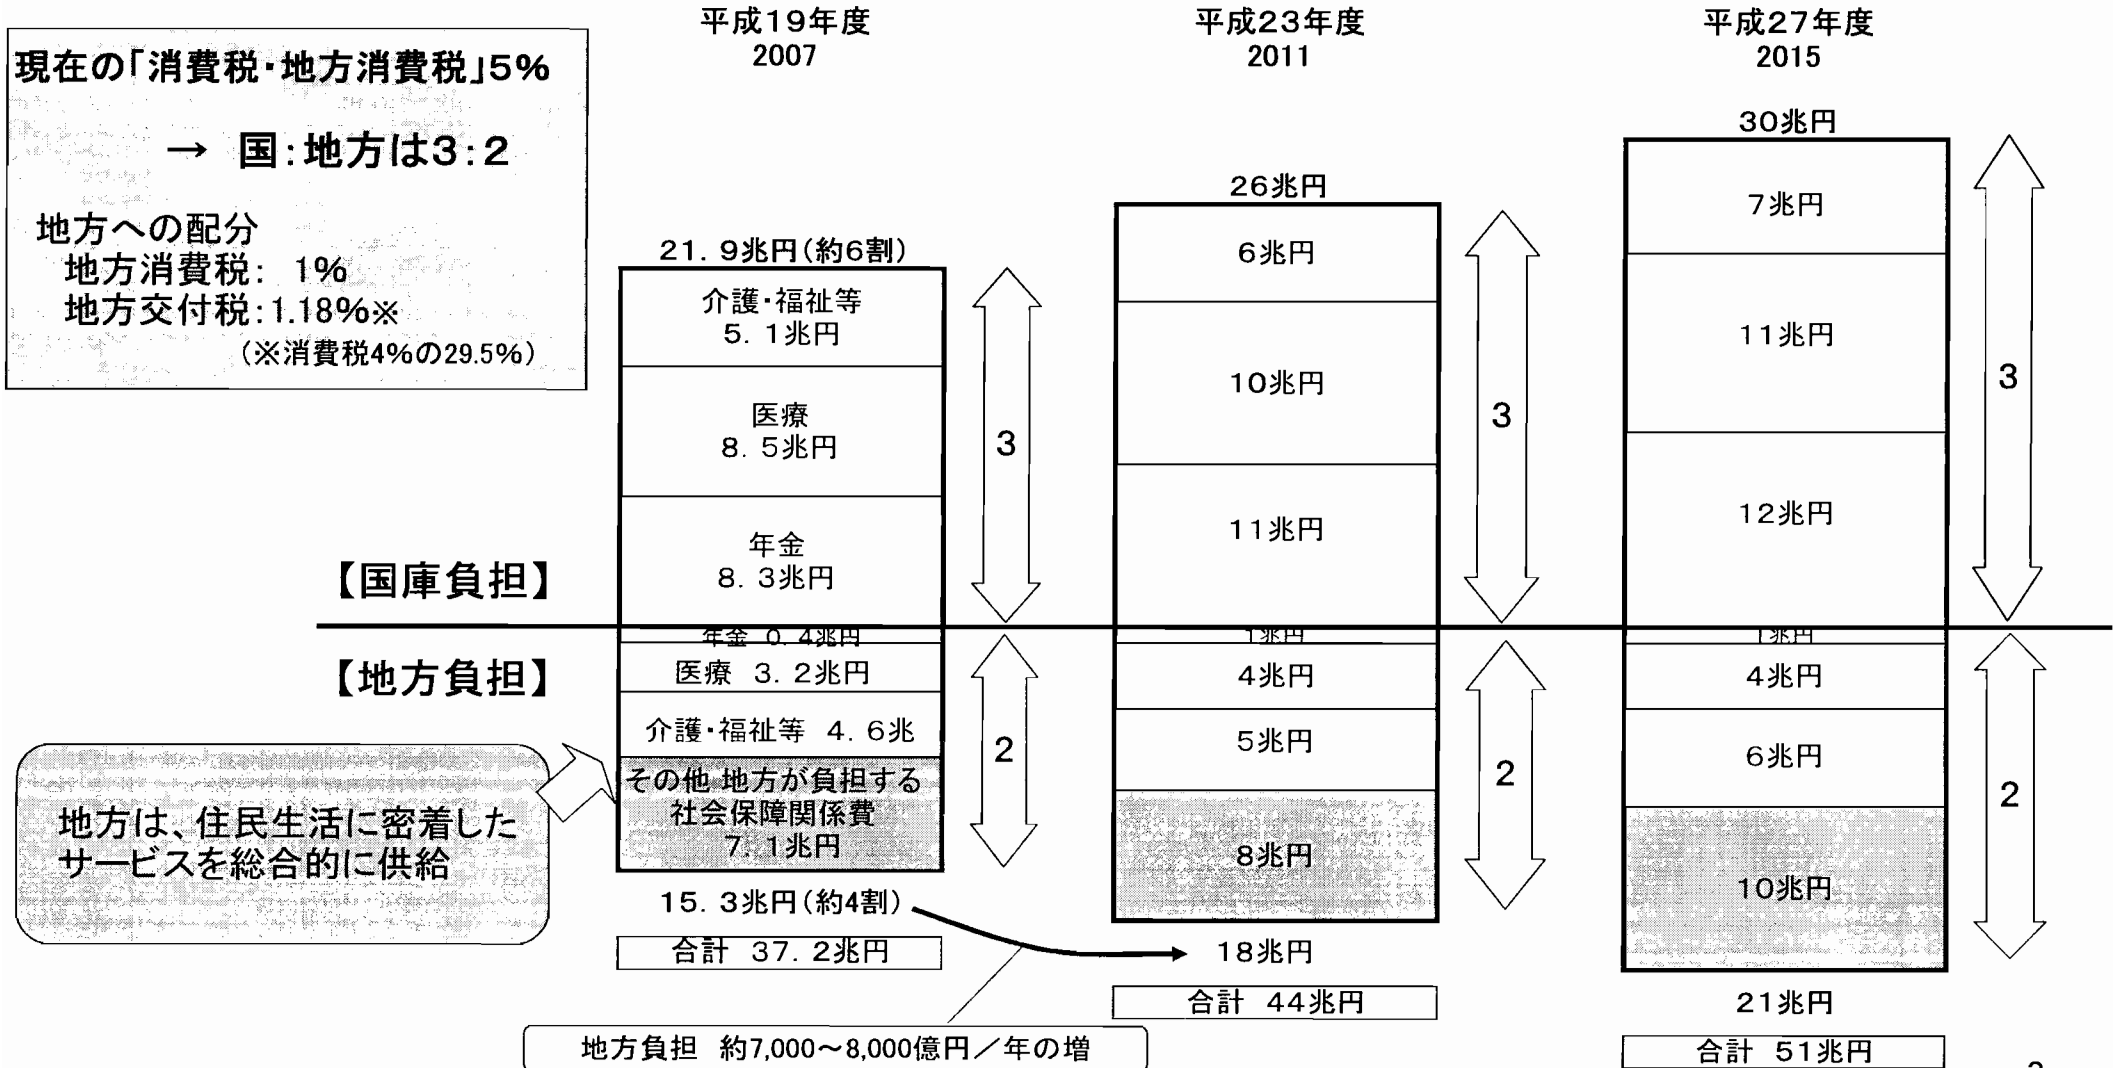 平成19年度
2007
平成23年度
2011
平成27年度
2015
現在の「消費税・地方消費税」5%
→ 国:地方は3:2
地方への配分
地方消費税: 1%
地方交付税:1.18%※
(※消費税4%の29.5%)
21.9兆円(約6割)
介護・福祉等
5.1兆円
医療
8.5兆円
年金
8.3兆円
3
26兆円
6兆円
10兆円
11兆円
3
30兆円
7兆円
11兆円
12兆円
3
【国庫負担】
【地方負担】
年金 0.4兆円
医療 3.2兆円
介護・福祉等 4.6兆
その他 地方が負担する
社会保障関係費
7.1兆円
2
15.3兆円(約4割)
合計 37.2兆円
1兆円
4兆円
5兆円
8兆円
2
18兆円
合計 44兆円
1兆円
4兆円
6兆円
10兆円
2
21兆円
合計 51兆円
地方は、住民生活に密着した
サービスを総合的に供給
地方負担 約7,000～8,000億円／年の増